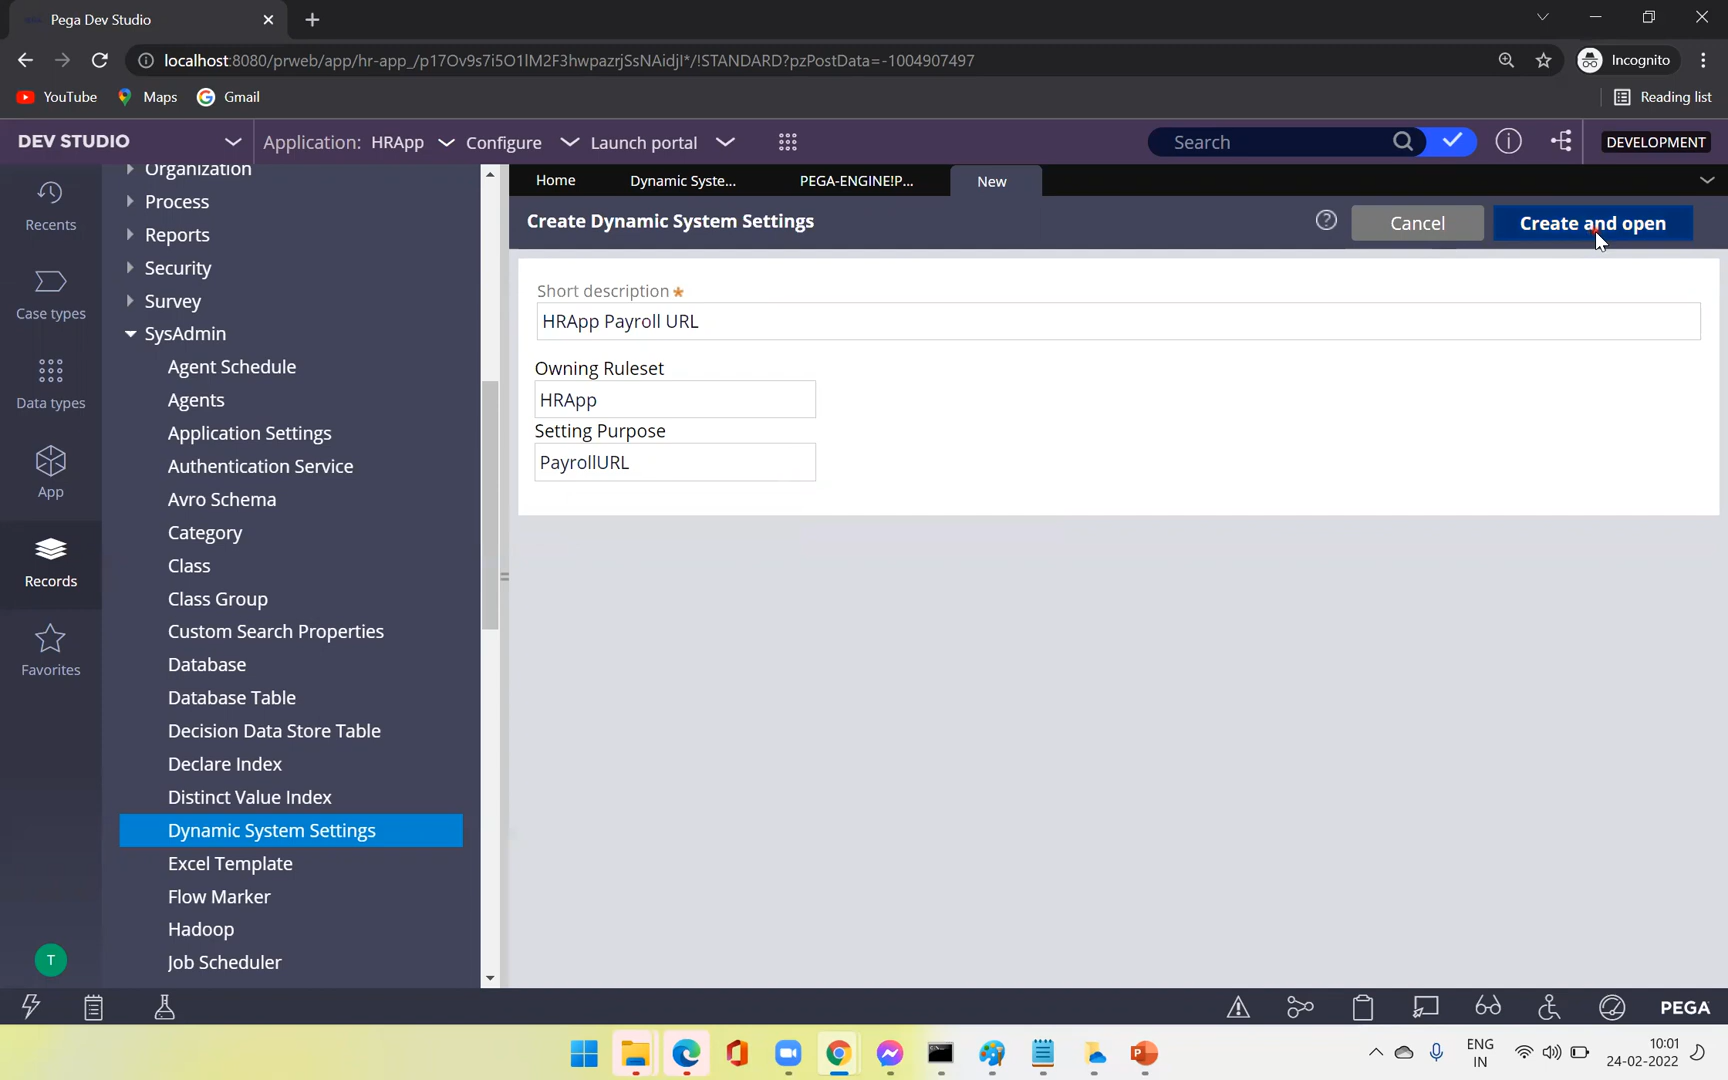 Pega Dev Studio
localhost:8080/prweb/app/hr-app_/p17Ov9s7i5O1lM2F3hwpazrjSsNAidjI*/!STANDARD?pzPostData=-1004907497
Incognito
YouTube
Maps
Gmail
Reading list
DEV STUDIO
Application: HRApp
Configure
Launch portal
Search
DEVELOPMENT
Recents
Case types
Data types
App
Records
Favorites
T
Organization
Process
Reports
Security
Survey
SysAdmin
Agent Schedule
Agents
Application Settings
Authentication Service
Avro Schema
Category
Class
Class Group
Custom Search Properties
Database
Database Table
Decision Data Store Table
Declare Index
Distinct Value Index
Dynamic System Settings
Excel Template
Flow Marker
Hadoop
Job Scheduler
Home
Dynamic Syste...
PEGA-ENGINE!P...
New
Create Dynamic System Settings
Cancel
Create and open
Short description *
HRApp Payroll URL
Owning Ruleset
HRApp
Setting Purpose
PayrollURL
PEGA
ENG
IN
10:01
24-02-2022